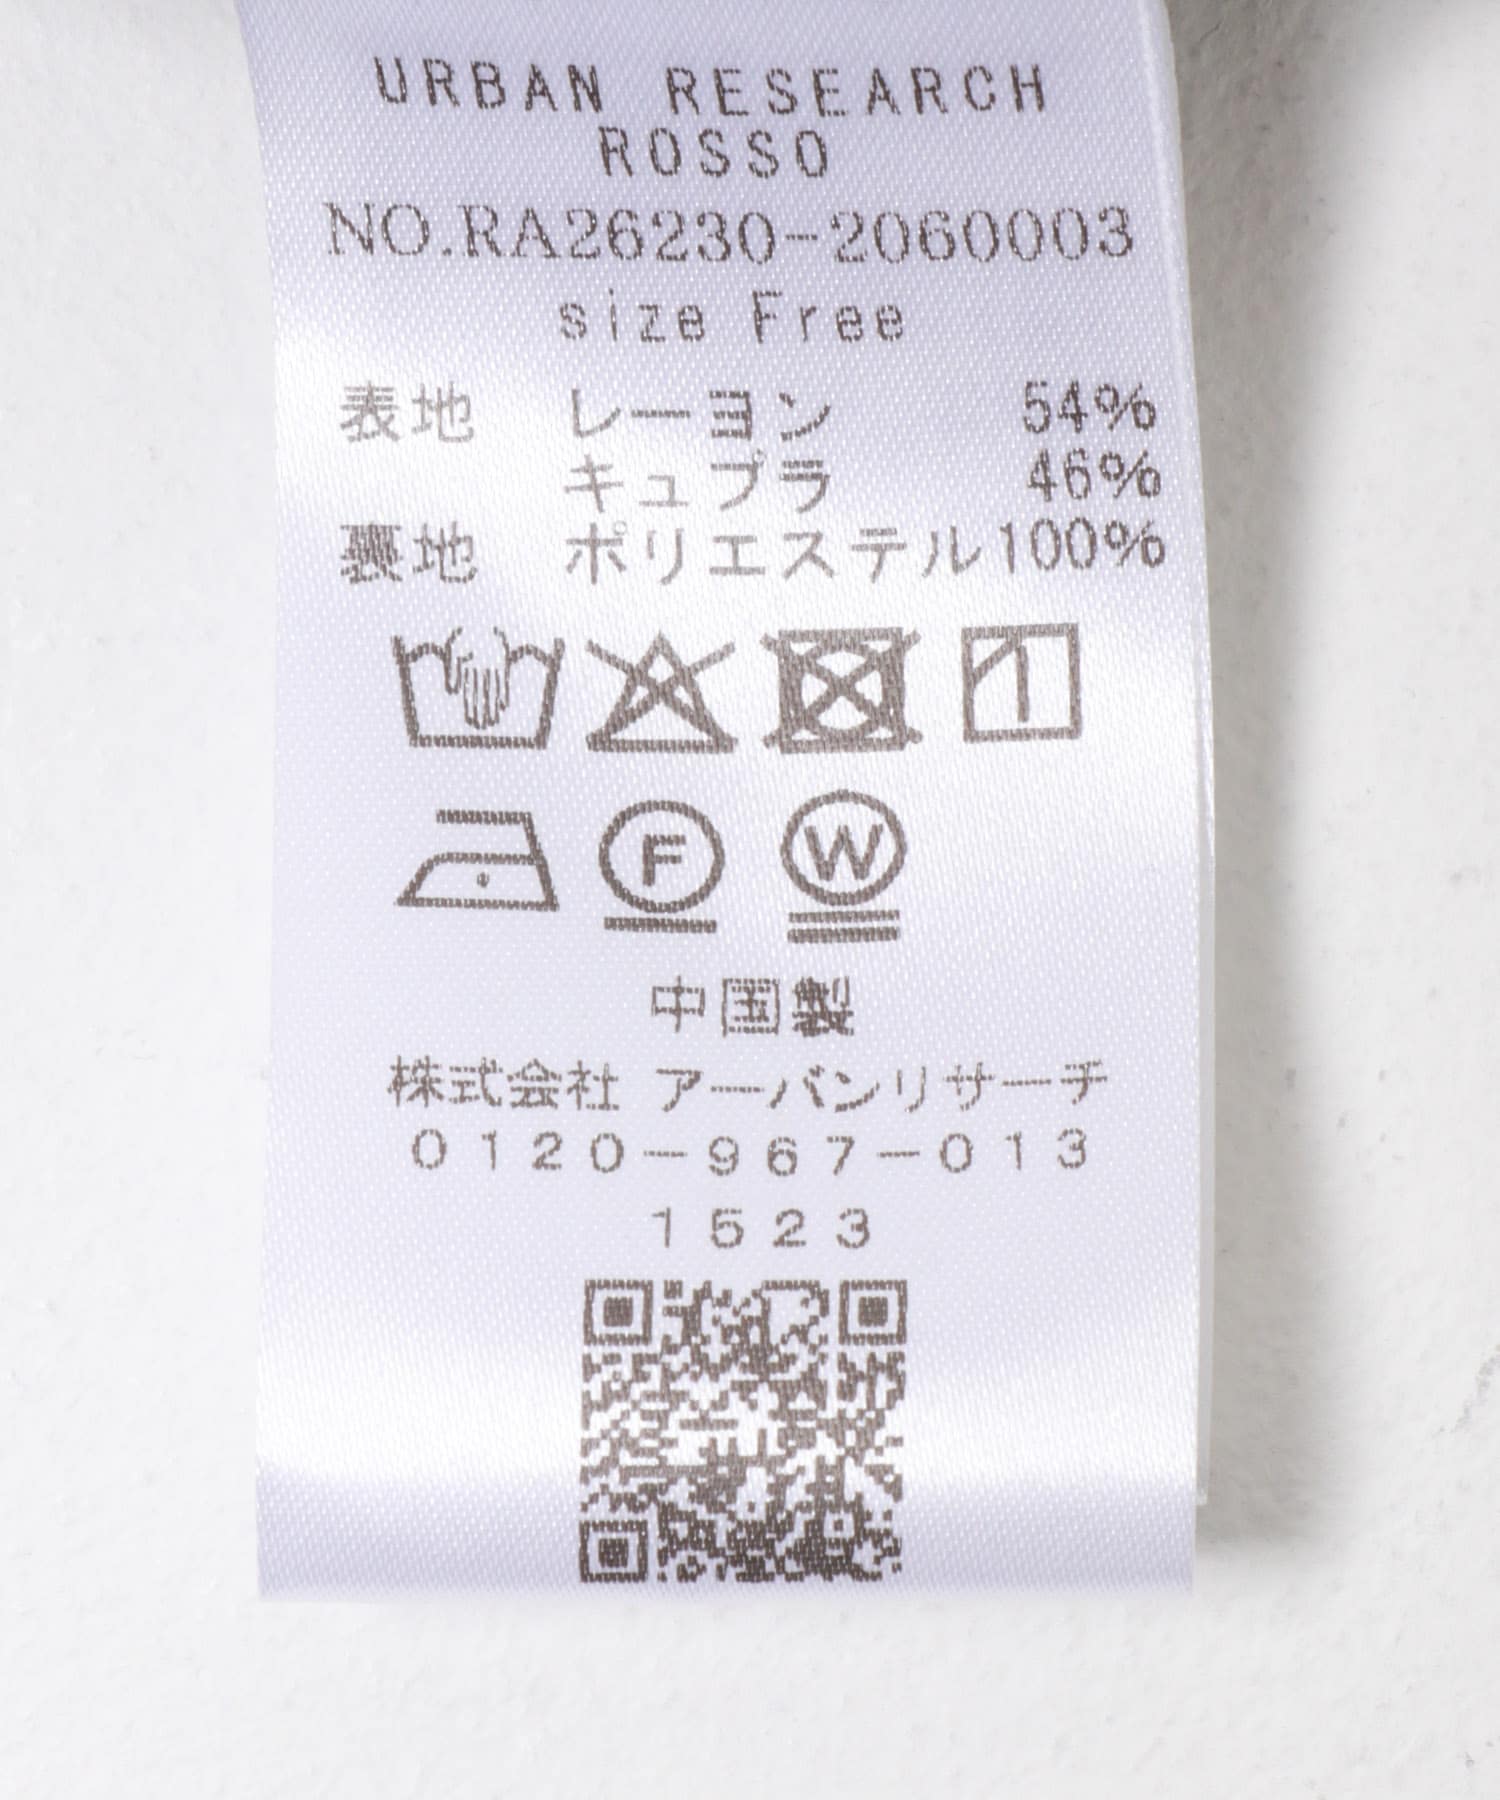 URBAN RESEARCH
ROSSO
NO.RA26230-2060003
size Free
表地 レーヨン 54%
キュプラ 46%
裏地 ポリエステル100%
F W
中国製
株式会社 アーバンリサーチ
0120-967-013
1523